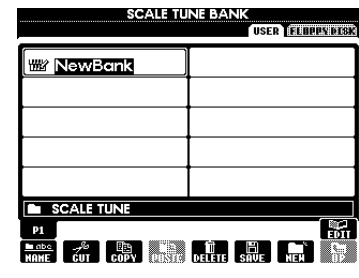 SCALE TUNE BANK
USER FLOPPY DISK
NewBank
SCALE TUNE
P1
EDIT
abc
NAME CUT COPY PASTE DELETE SAVE NEW UP